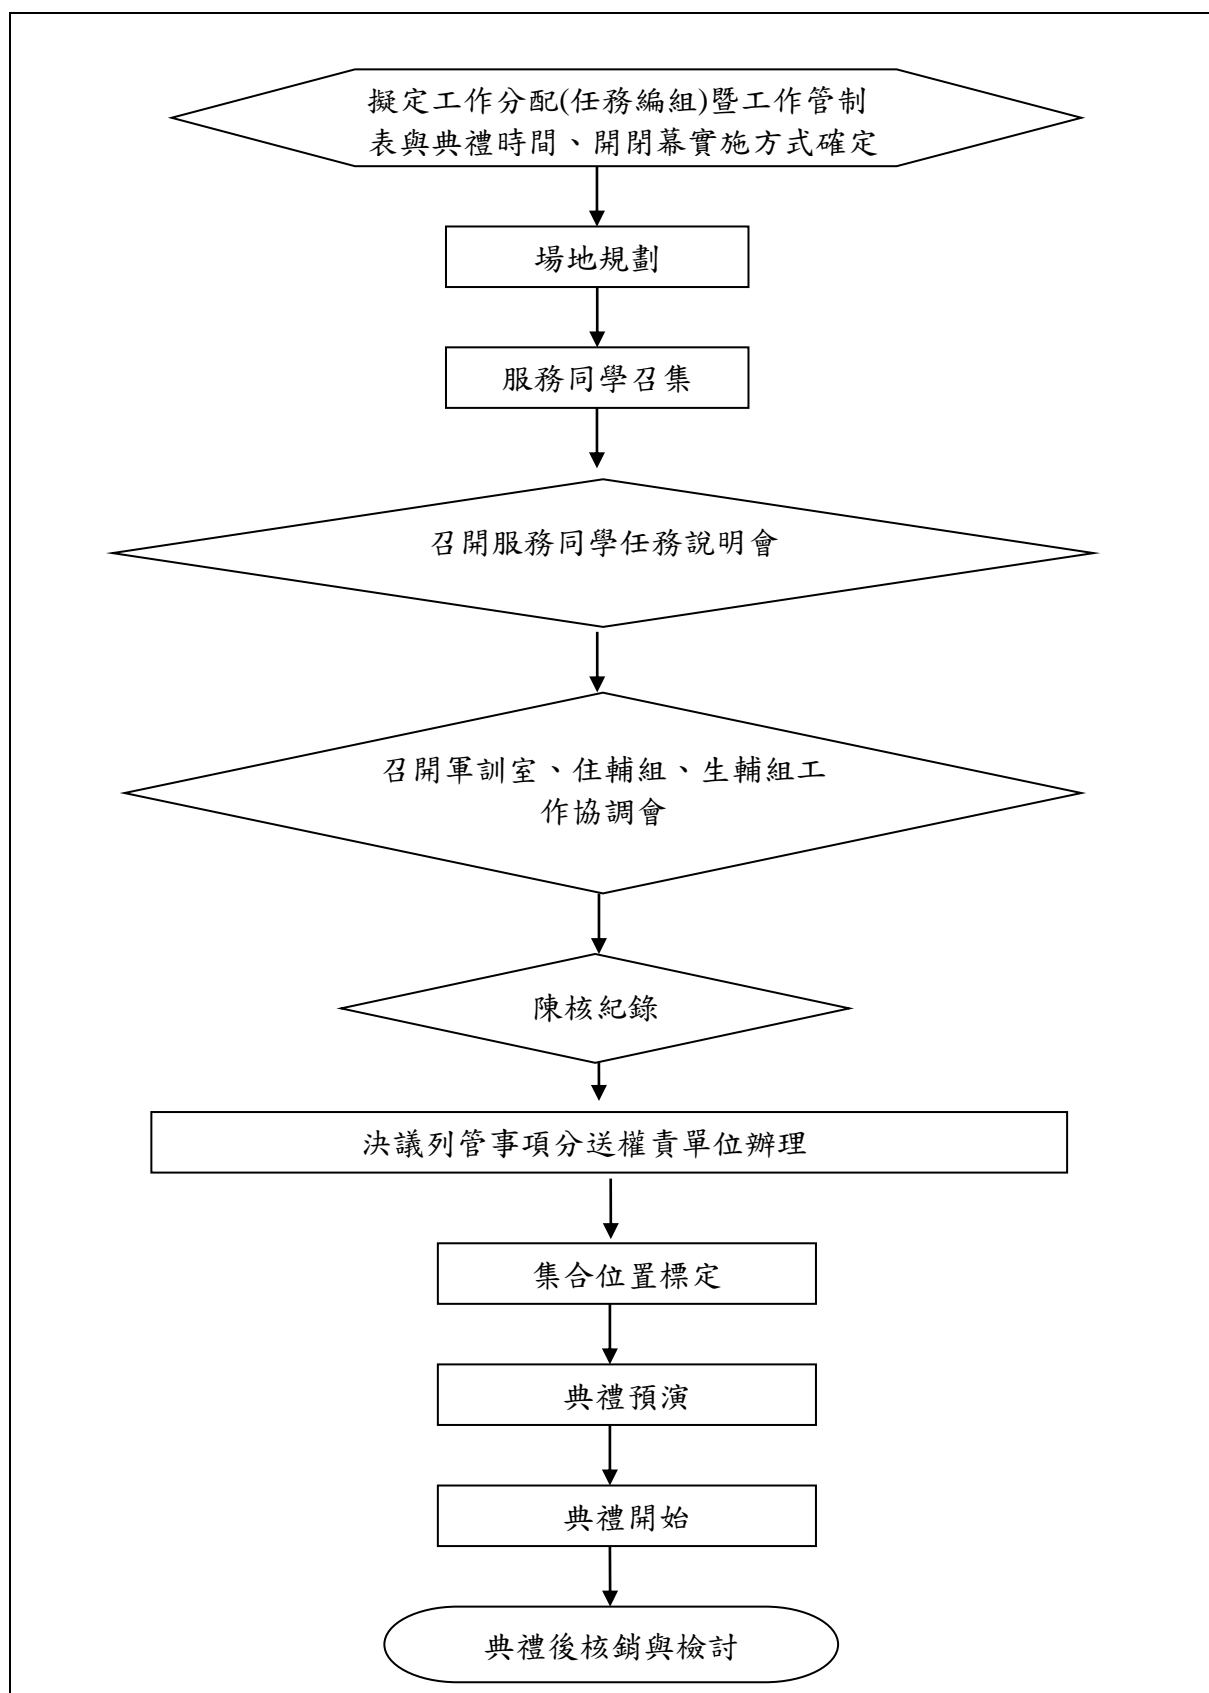 擬定工作分配(任務編組)暨工作管制
表與典禮時間、開閉幕實施方式確定
場地規劃
服務同學召集
召開服務同學任務說明會
召開軍訓室、住輔組、生輔組工
作協調會
陳核紀錄
決議列管事項分送權責單位辦理
集合位置標定
典禮預演
典禮開始
典禮後核銷與檢討